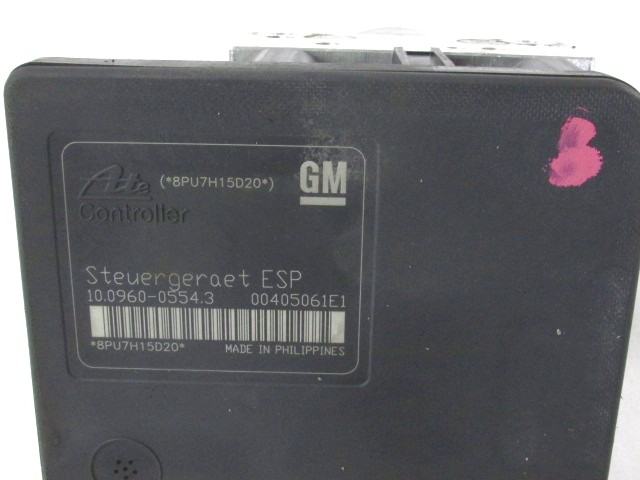 Ate (*8PU7H15D20*) GM
Controller
Steuergeraet ESP
10.0960-0554.3 00405061E1
*8PU7H15D20* MADE IN PHILIPPINES